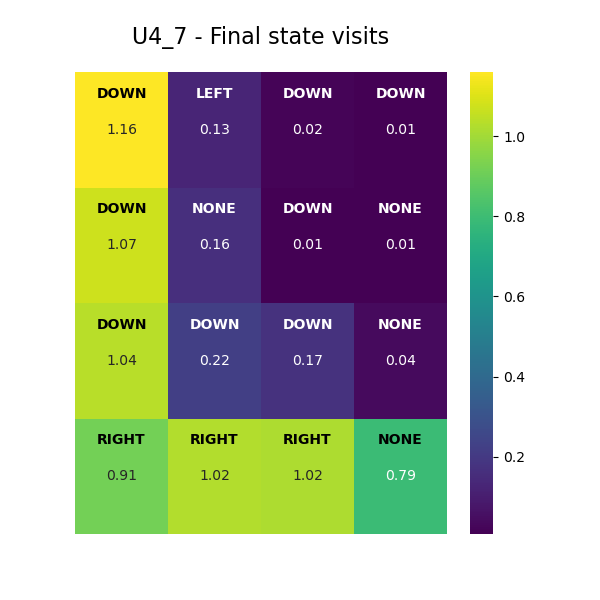 U4_7 - Final state visits
DOWN LEFT DOWN DOWN
1.16 0.13 0.02 0.01
DOWN NONE DOWN NONE
1.07 0.16 0.01 0.01
DOWN DOWN DOWN NONE
1.04 0.22 0.17 0.04
RIGHT RIGHT RIGHT NONE
0.91 1.02 1.02 0.79
1.0
0.8
0.6
0.4
0.2